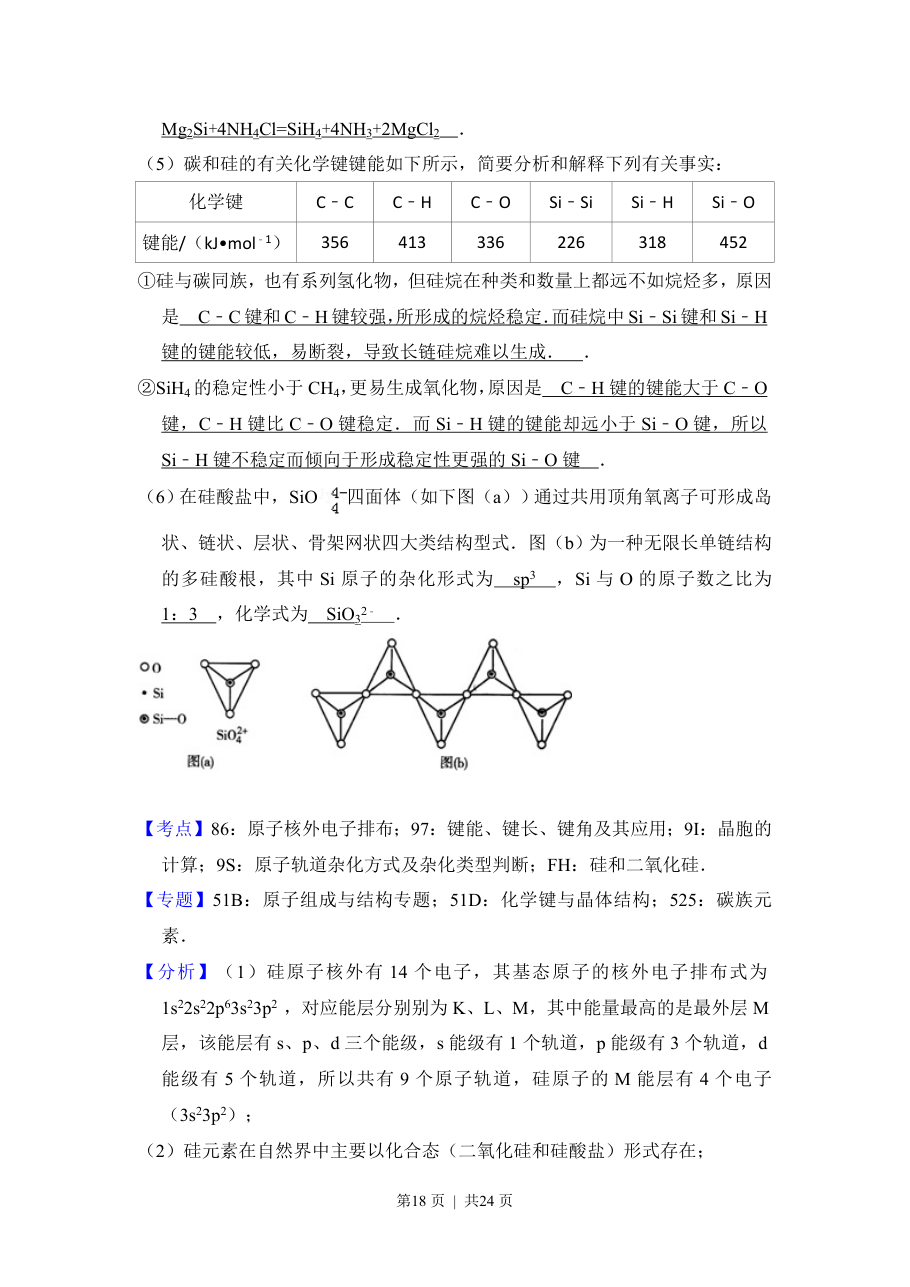 Mg₂Si+4NH₄Cl=SiH₄+4NH₃+2MgCl₂ ．
（5）碳和硅的有关化学键键能如下所示，简要分析和解释下列有关事实：
化学键 C﹣C C﹣H C﹣O Si﹣Si Si﹣H Si﹣O
键能/（kJ•mol﹣¹） 356 413 336 226 318 452
①硅与碳同族，也有系列氢化物，但硅烷在种类和数量上都远不如烷烃多，原因
是 C﹣C键和C﹣H键较强，所形成的烷烃稳定．而硅烷中Si﹣Si键和Si﹣H
键的键能较低，易断裂，导致长链硅烷难以生成． ．
②SiH₄的稳定性小于CH₄，更易生成氧化物，原因是 C﹣H键的键能大于C﹣O
键，C﹣H键比C﹣O键稳定．而Si﹣H键的键能却远小于Si﹣O键，所以
Si﹣H键不稳定而倾向于形成稳定性更强的Si﹣O键 ．
（6）在硅酸盐中，SiO₄⁴⁻四面体（如下图（a））通过共用顶角氧离子可形成岛
状、链状、层状、骨架网状四大类结构型式．图（b）为一种无限长单链结构
的多硅酸根，其中Si原子的杂化形式为 sp³ ，Si与O的原子数之比为
1：3 ，化学式为 SiO₃²﹣ ．
O
Si
Si—O
SiO₄²⁺
图(a)
图(b)
【考点】86：原子核外电子排布；97：键能、键长、键角及其应用；9I：晶胞的
计算；9S：原子轨道杂化方式及杂化类型判断；FH：硅和二氧化硅．
【专题】51B：原子组成与结构专题；51D：化学键与晶体结构；525：碳族元
素．
【分析】（1）硅原子核外有14个电子，其基态原子的核外电子排布式为
1s²2s²2p⁶3s²3p²，对应能层分别别为K、L、M，其中能量最高的是最外层M
层，该能层有s、p、d三个能级，s能级有1个轨道，p能级有3个轨道，d
能级有5个轨道，所以共有9个原子轨道，硅原子的M能层有4个电子
（3s²3p²）；
（2）硅元素在自然界中主要以化合态（二氧化硅和硅酸盐）形式存在；
第18页 | 共24页